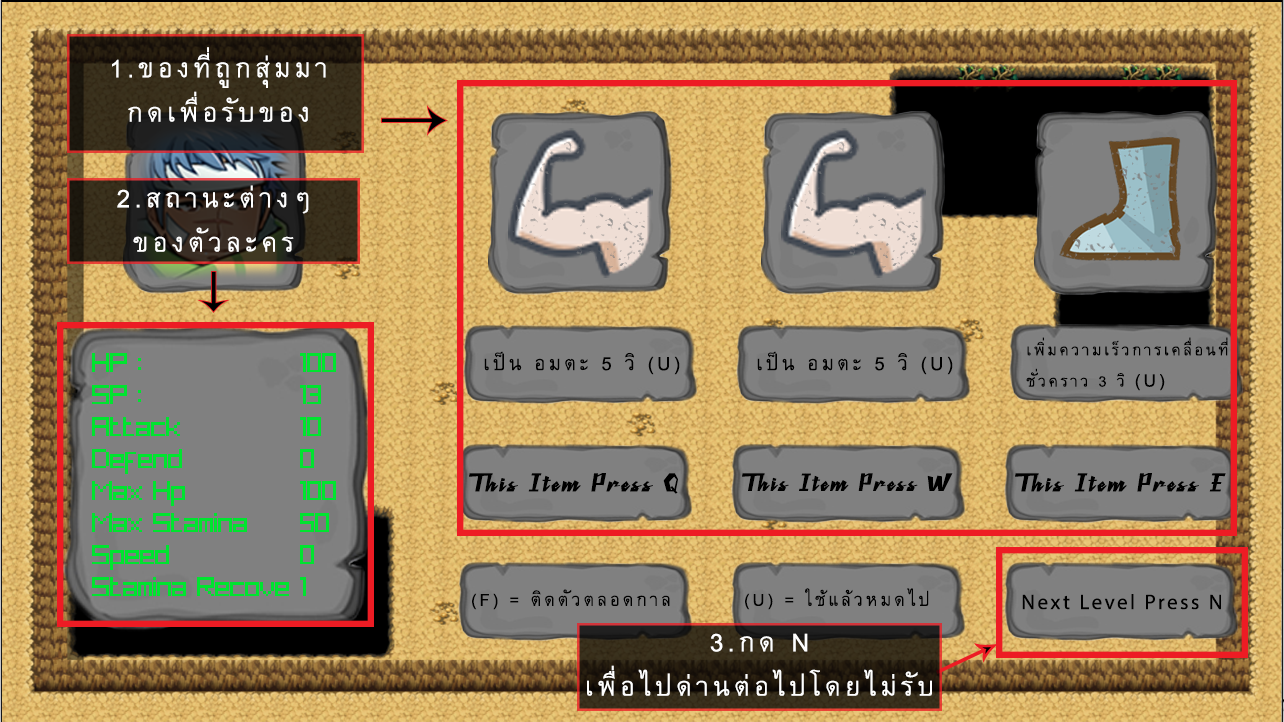 1.ของที่ถูกสุ่มมา
กดเพื่อรับของ
2.สถานะต่างๆ
ของตัวละคร
HP : 100
SP : 13
Attack 10
Defend 0
Max Hp 100
Max Stamina 50
Speed 0
Stamina Recove 1
เป็น อมตะ 5 วิ (U)
เป็น อมตะ 5 วิ (U)
เพิ่มความเร็วการเคลื่อนที่
ชั่วคราว 3 วิ (U)
This Item Press Q
This Item Press W
This Item Press E
(F) = ติดตัวตลอดกาล
(U) = ใช้แล้วหมดไป
Next Level Press N
3.กด N
เพื่อไปด่านต่อไปโดยไม่รับ